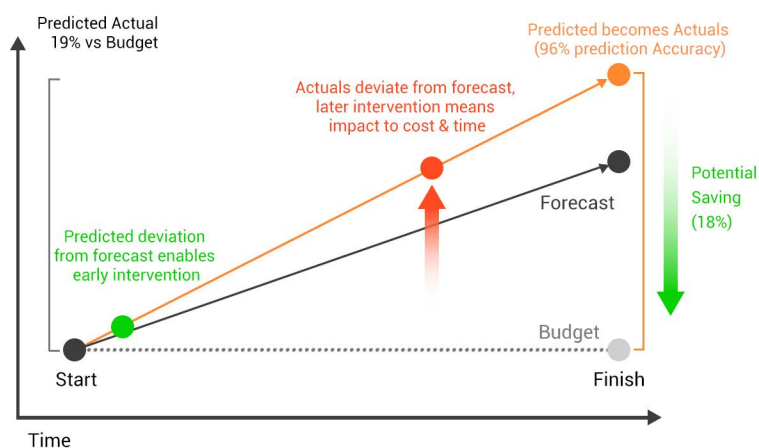 Predicted Actual
19% vs Budget
Predicted becomes Actuals
(96% prediction Accuracy)
Actuals deviate from forecast,
later intervention means
impact to cost & time
Potential
Saving
(18%)
Forecast
Predicted deviation
from forecast enables
early intervention
Budget
Start
Finish
Time